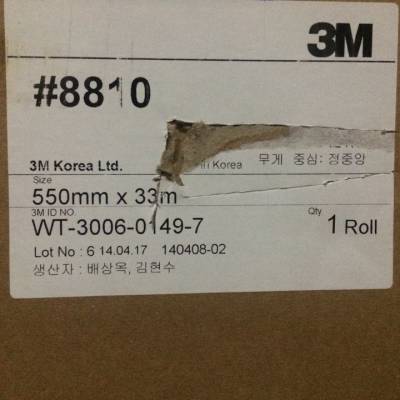 3M
#8810
3M Korea Ltd. in Korea 무게 중심: 정중앙
Size
550mm x 33m
3M ID NO. Qty
WT-3006-0149-7 1 Roll
Lot No : 6 14.04.17 140408-02
생산자 : 배상옥, 김현수